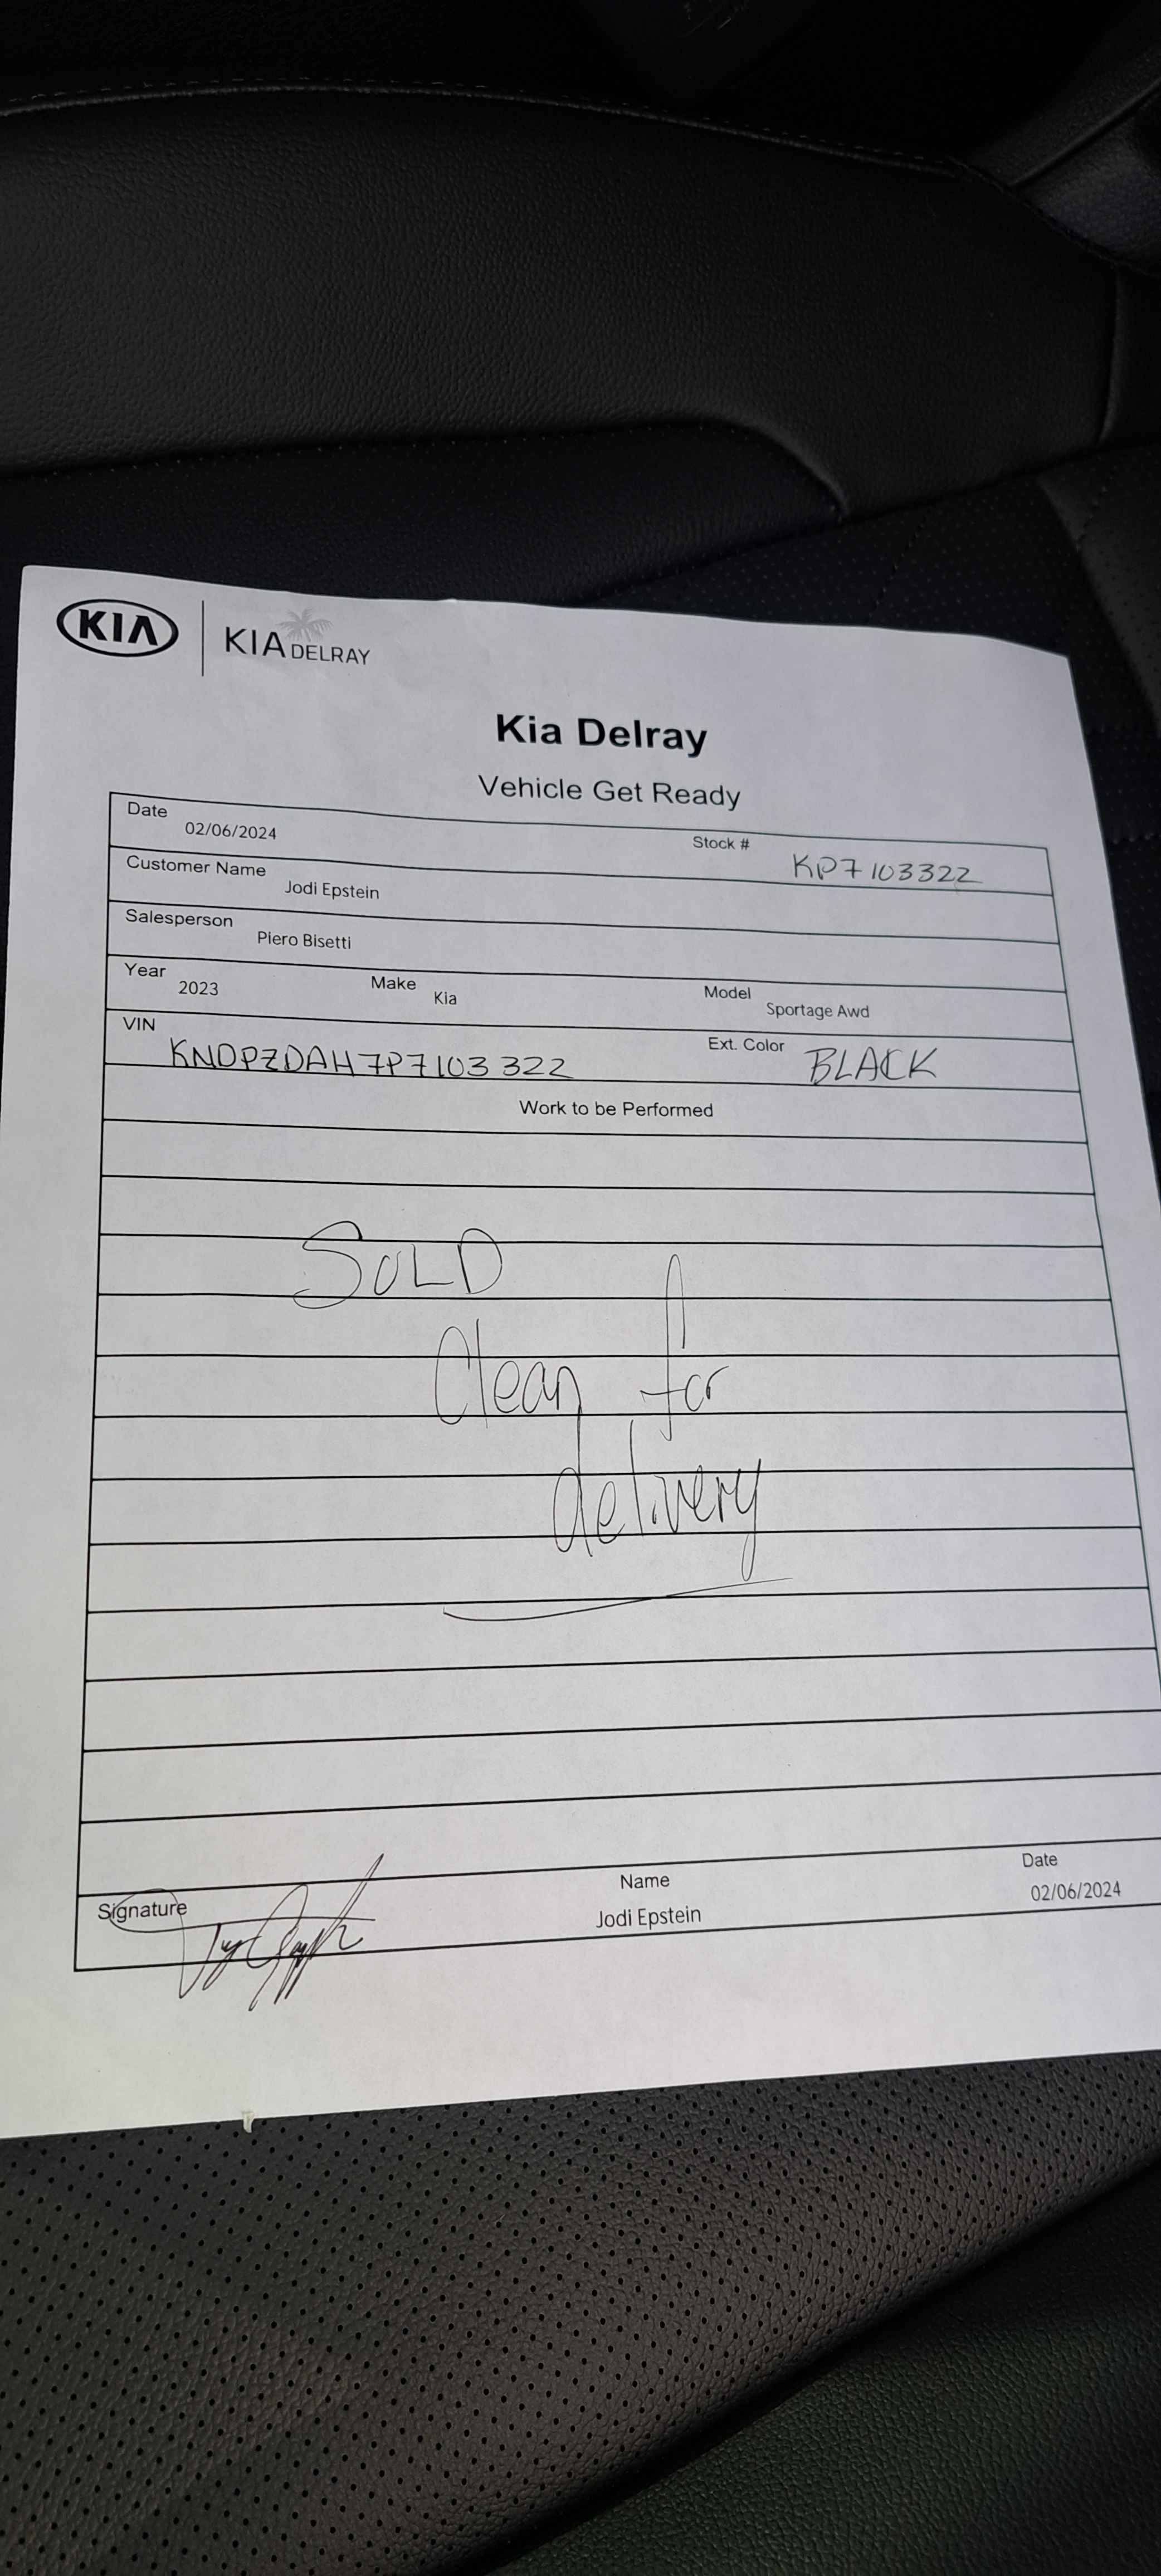 KIA KIA DELRAY
Kia Delray
Vehicle Get Ready
Date 02/06/2024 Stock # KP7103322
Customer Name Jodi Epstein
Salesperson Piero Bisetti
Year 2023 Make Kia Model Sportage Awd
VIN KNDPZDAH7P7103322 Ext. Color BLACK
Work to be Performed
SOLD
Clean for
delivery
Signature Name Jodi Epstein Date 02/06/2024